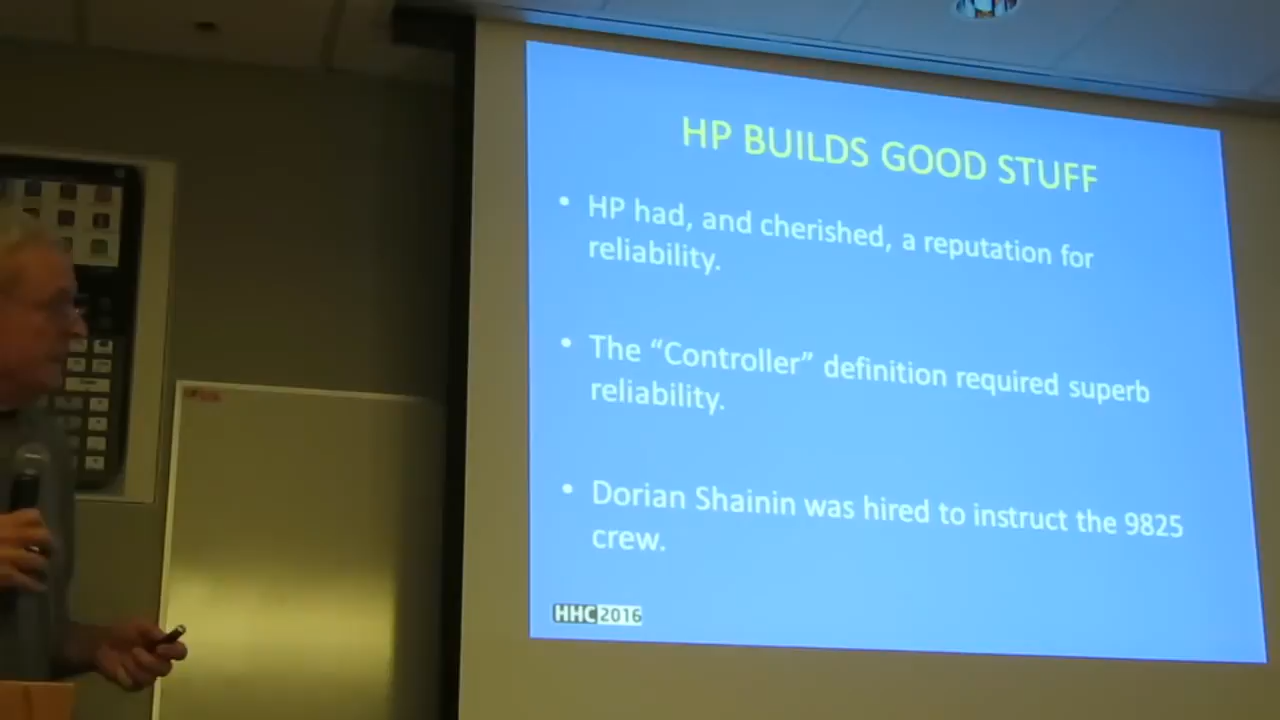 HP BUILDS GOOD STUFF
• HP had, and cherished, a reputation for
reliability.
• The “Controller” definition required superb
reliability.
• Dorian Shainin was hired to instruct the 9825
crew.
HHC 2016